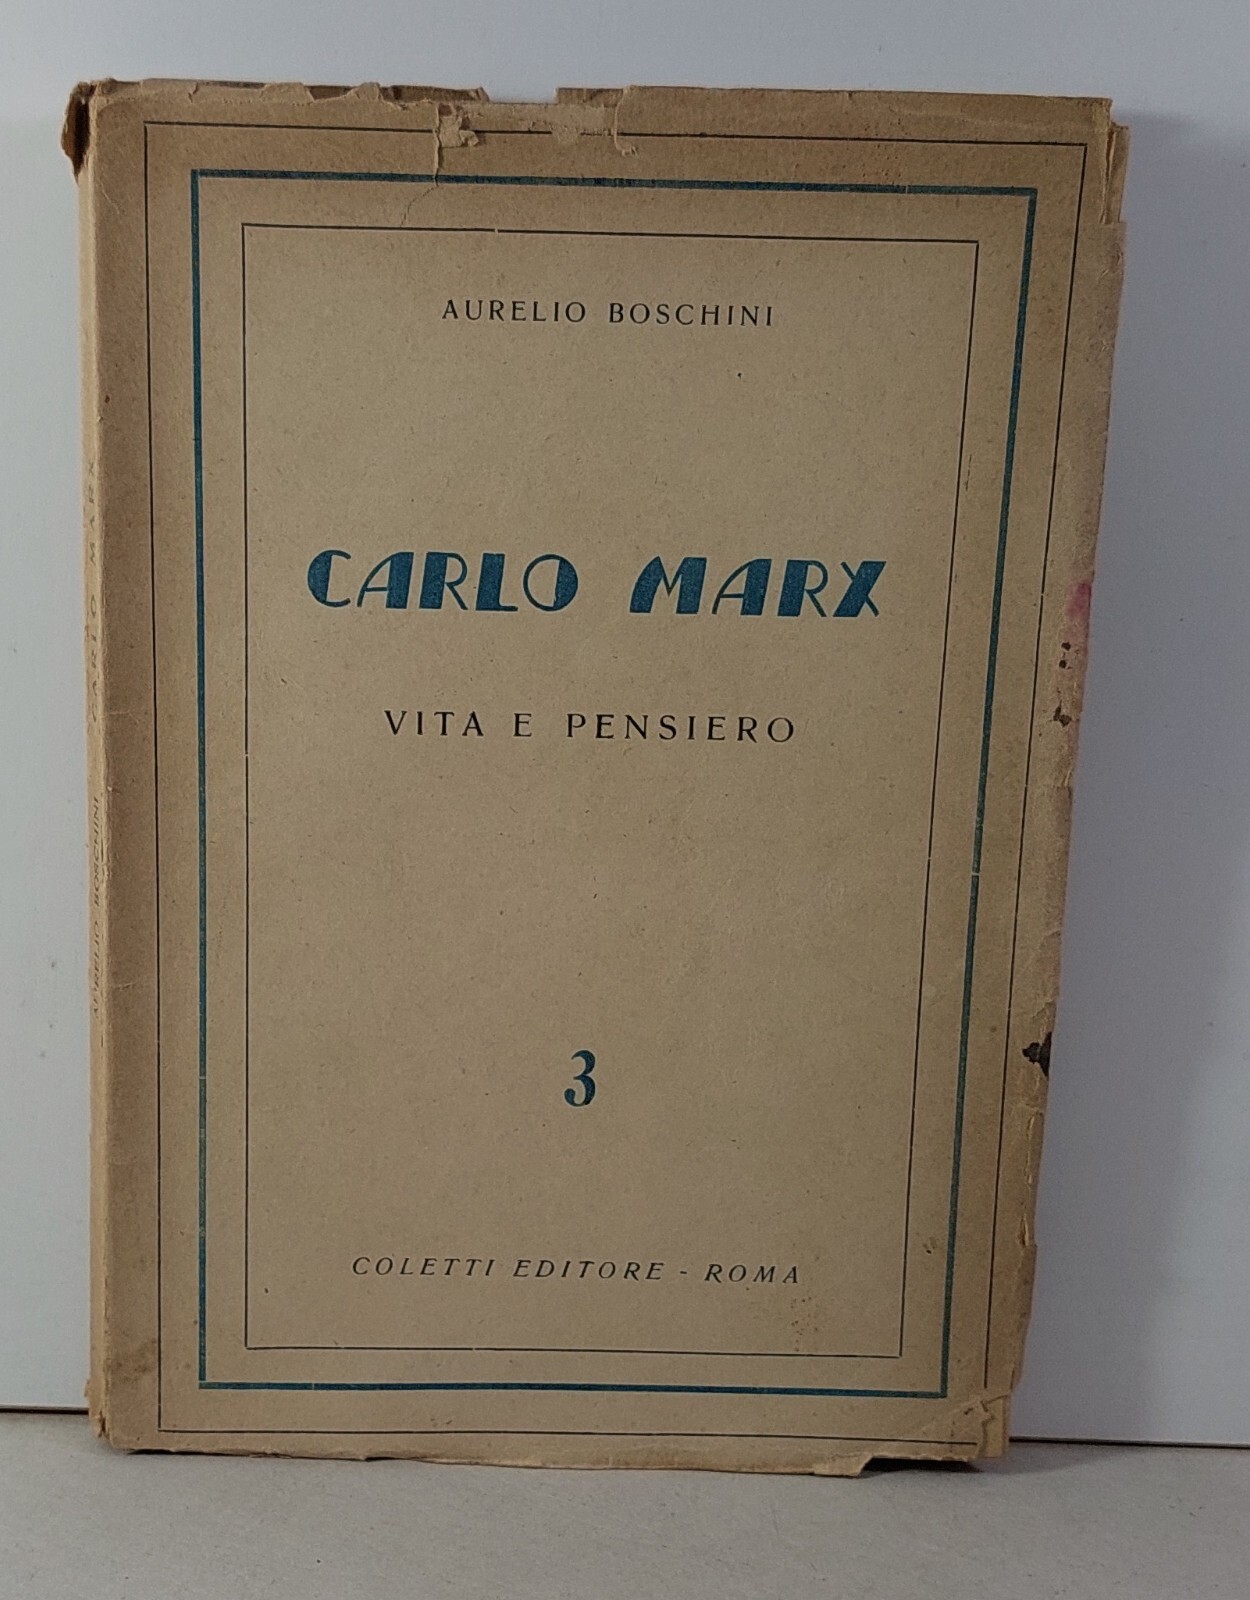 AURELIO BOSCHINI
CARLO MARX
VITA E PENSIERO
3
COLETTI EDITORE - ROMA
AURELIO BOSCHINI CARLO MARX